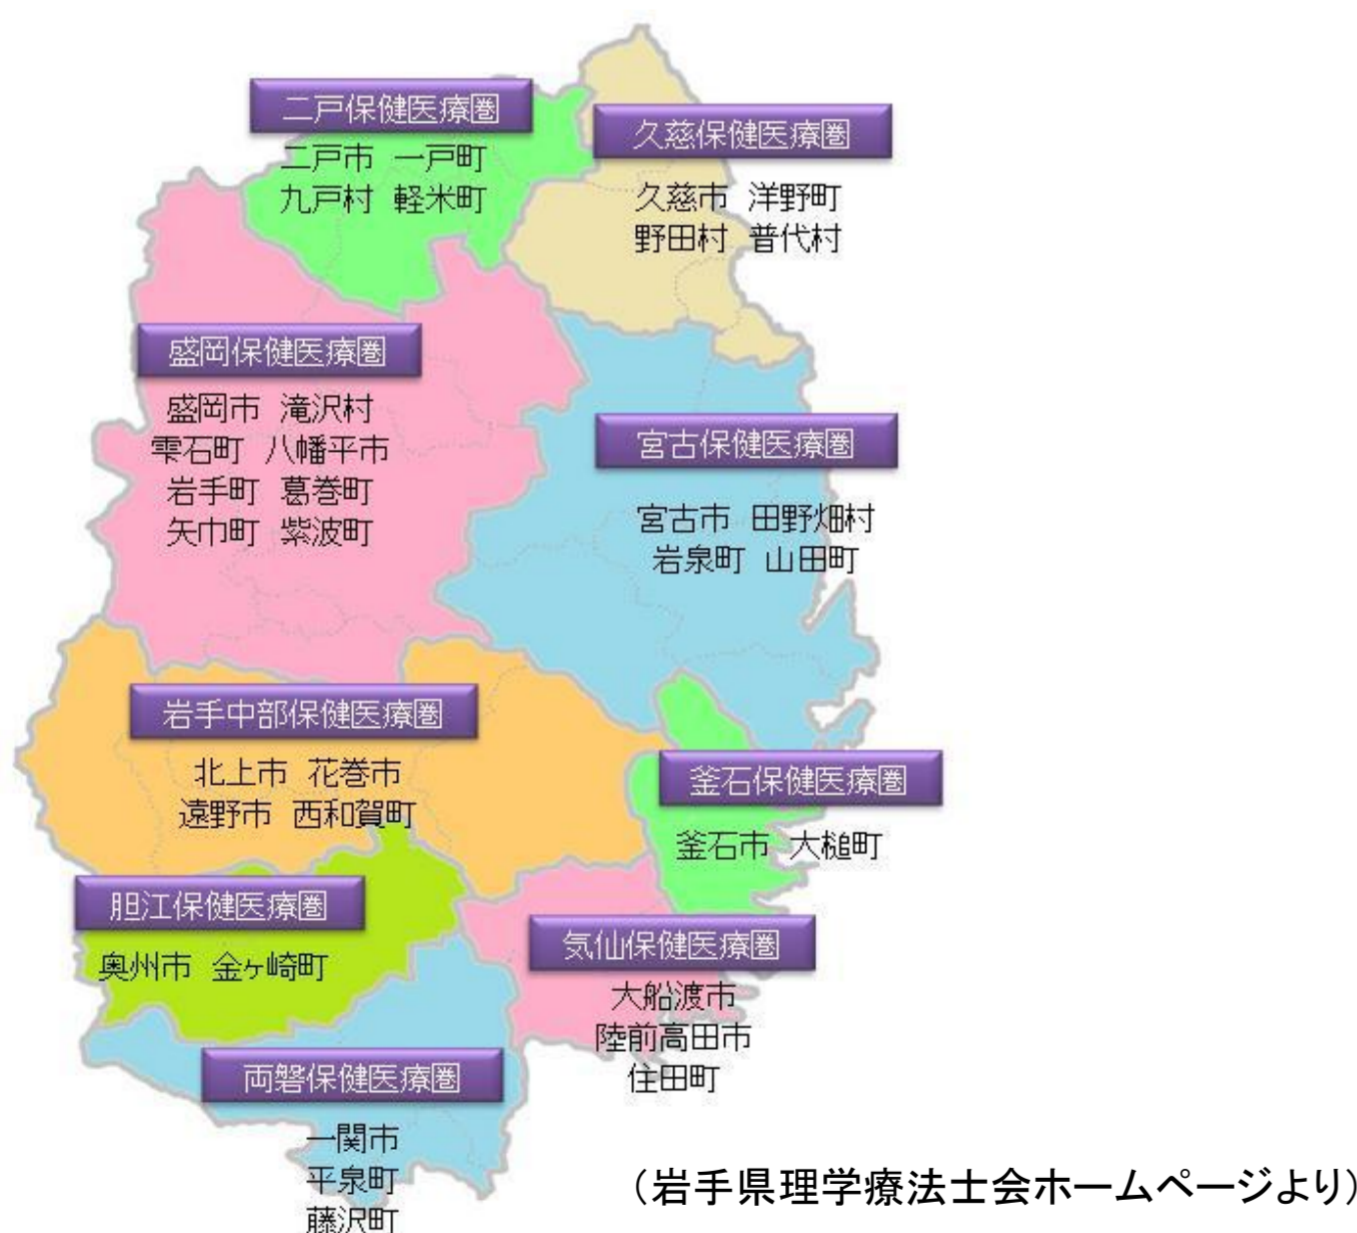 二戸保健医療圏
二戸市 一戸町
九戸村 軽米町
久慈保健医療圏
久慈市 洋野町
野田村 普代村
盛岡保健医療圏
盛岡市 滝沢村
雫石町 八幡平市
岩手町 葛巻町
矢巾町 紫波町
宮古保健医療圏
宮古市 田野畑村
岩泉町 山田町
岩手中部保健医療圏
北上市 花巻市
遠野市 西和賀町
釜石保健医療圏
釜石市 大槌町
胆江保健医療圏
奥州市 金ヶ崎町
気仙保健医療圏
大船渡市
陸前高田市
住田町
両磐保健医療圏
一関市
平泉町
藤沢町
（岩手県理学療法士会ホームページより）